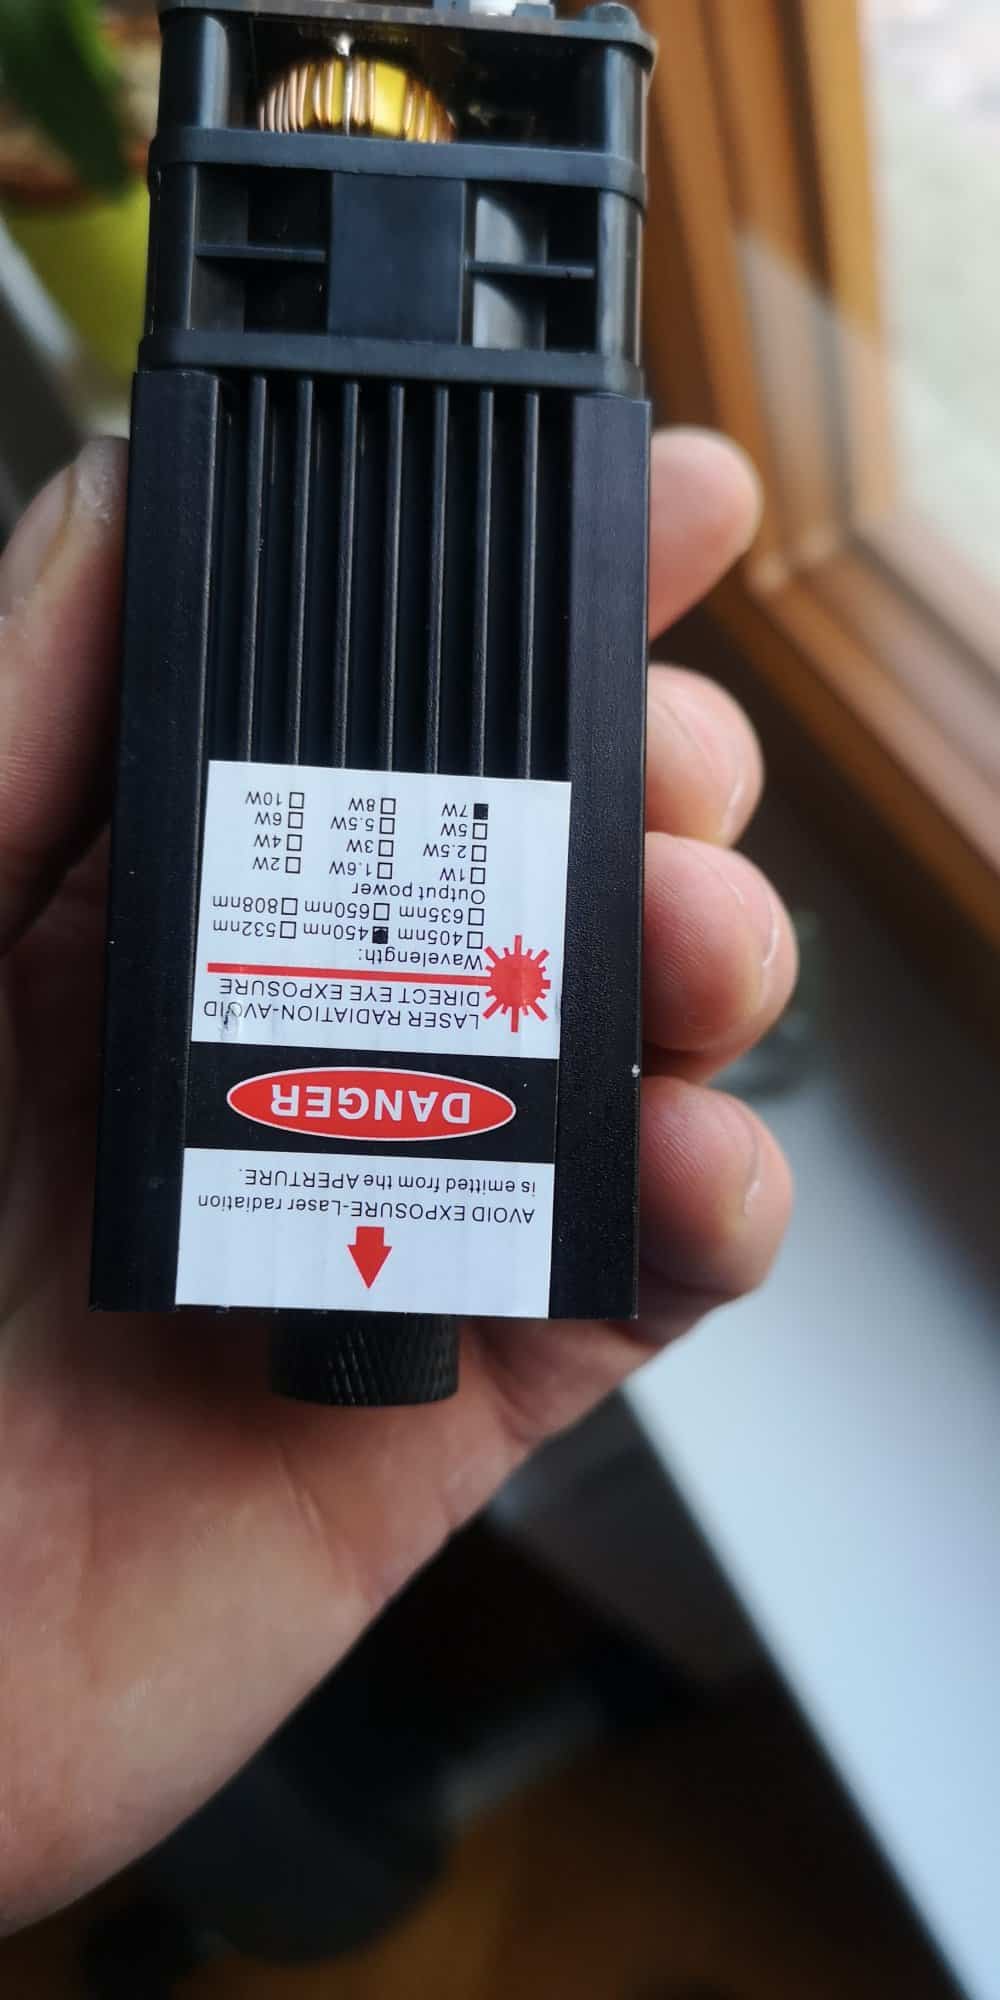 AVOID EXPOSURE-Laser radiation
is emitted from the APERTURE.
DANGER
LASER RADIATION-AVOID
DIRECT EYE EXPOSURE
Wavelength:
☐405nm ■450nm ☐532nm
☐635nm ☐650nm ☐808nm
Output power
☐1W ☐1.6W ☐2W
☐2.5W ☐3W ☐4W
☐5W ☐5.5W ☐6W
■7W ☐8W ☐10W